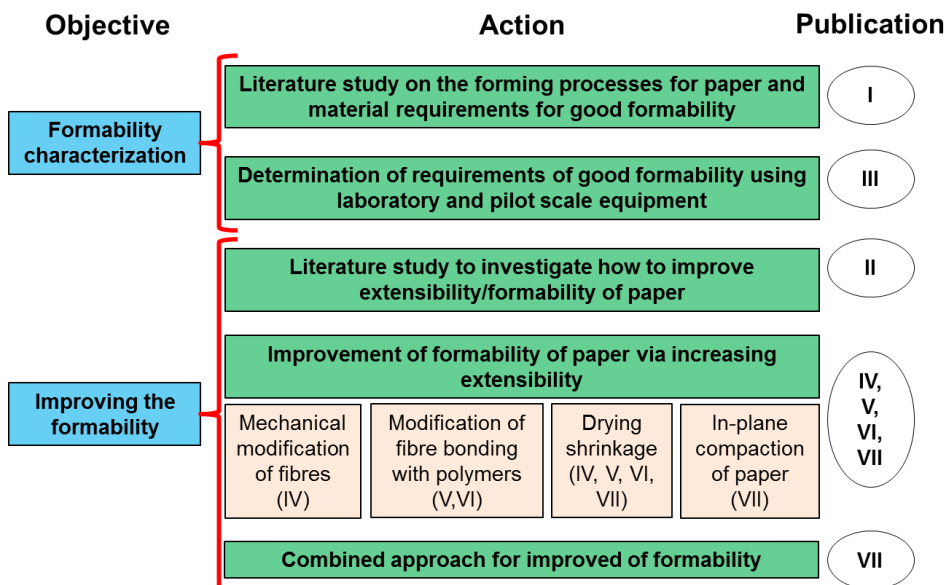 Objective
Action
Publication
Formability
characterization
Literature study on the forming processes for paper and
material requirements for good formability
I
Determination of requirements of good formability using
laboratory and pilot scale equipment
III
Improving the
formability
Literature study to investigate how to improve
extensibility/formability of paper
II
Improvement of formability of paper via increasing
extensibility
Mechanical
modification
of fibres
(IV)
Modification of
fibre bonding
with polymers
(V,VI)
Drying
shrinkage
(IV, V, VI,
VII)
In-plane
compaction
of paper
(VII)
IV,
V,
VI,
VII
Combined approach for improved of formability
VII